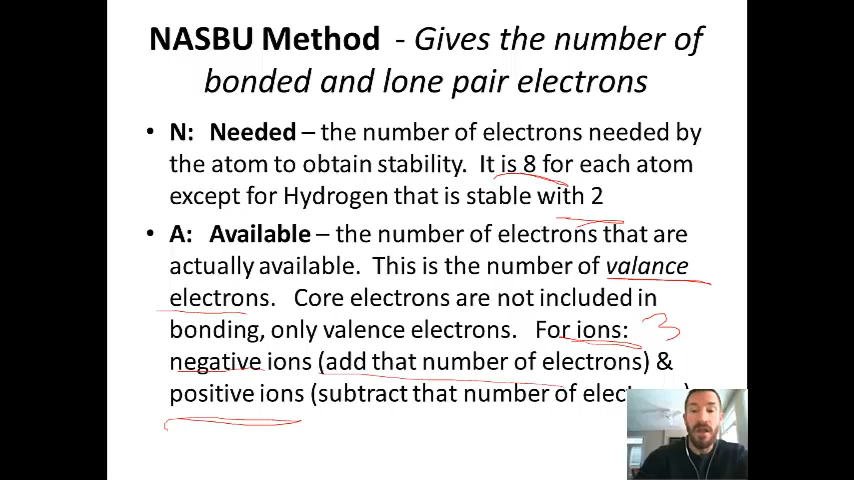 NASBU Method - Gives the number of
bonded and lone pair electrons
• N: Needed – the number of electrons needed by
the atom to obtain stability. It is 8 for each atom
except for Hydrogen that is stable with 2
• A: Available – the number of electrons that are
actually available. This is the number of valance
electrons. Core electrons are not included in
bonding, only valence electrons. For ions: 3
negative ions (add that number of electrons) &
positive ions (subtract that number of